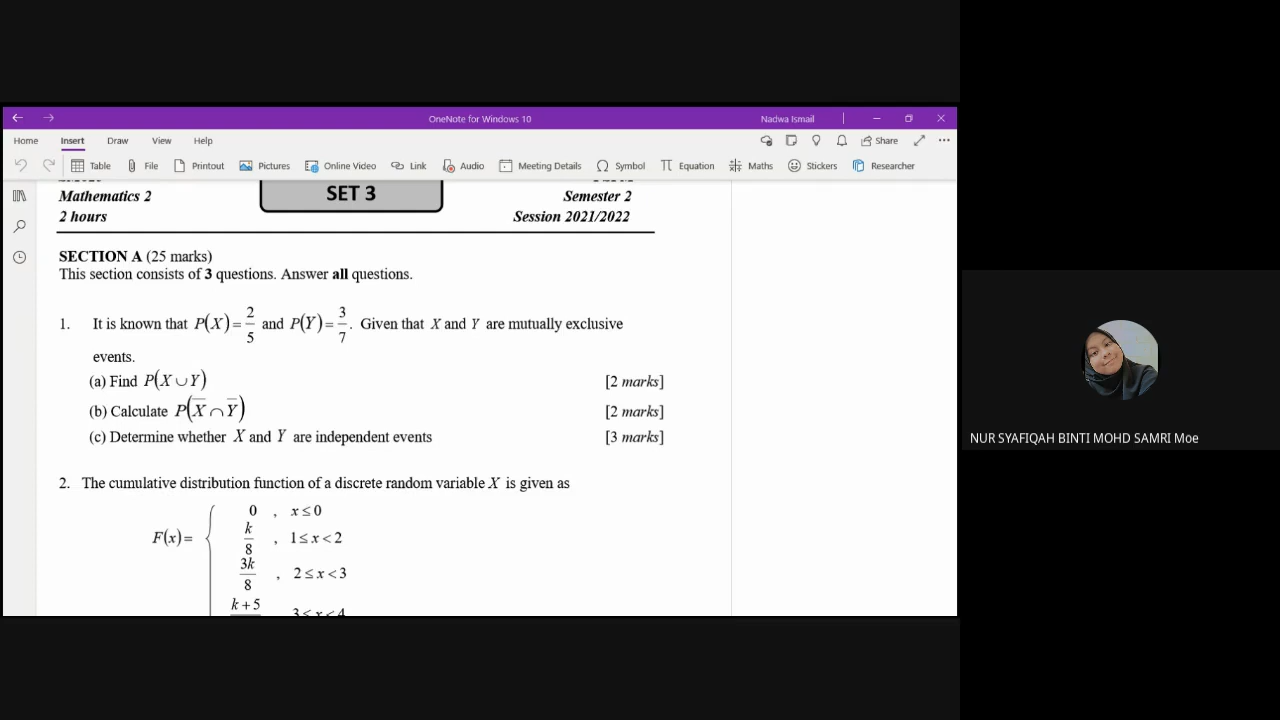 OneNote for Windows 10
Nadwa Ismail
Home Insert Draw View Help
Share
Table File Printout Pictures Online Video Link Audio Meeting Details Symbol Equation Maths Stickers Researcher
SET 3
Mathematics 2
Semester 2
2 hours
Session 2021/2022
SECTION A (25 marks)
This section consists of 3 questions. Answer all questions.
1. It is known that P(X)=2/5 and P(Y)=3/7. Given that X and Y are mutually exclusive
events.
(a) Find P(X∪Y) [2 marks]
(b) Calculate P(X̅∩Y̅) [2 marks]
(c) Determine whether X and Y are independent events [3 marks]
2. The cumulative distribution function of a discrete random variable X is given as
0 , x≤0
F(x)= k/8 , 1≤x<2
3k/8 , 2≤x<3
k+5 3≤x<4
NUR SYAFIQAH BINTI MOHD SAMRI Moe